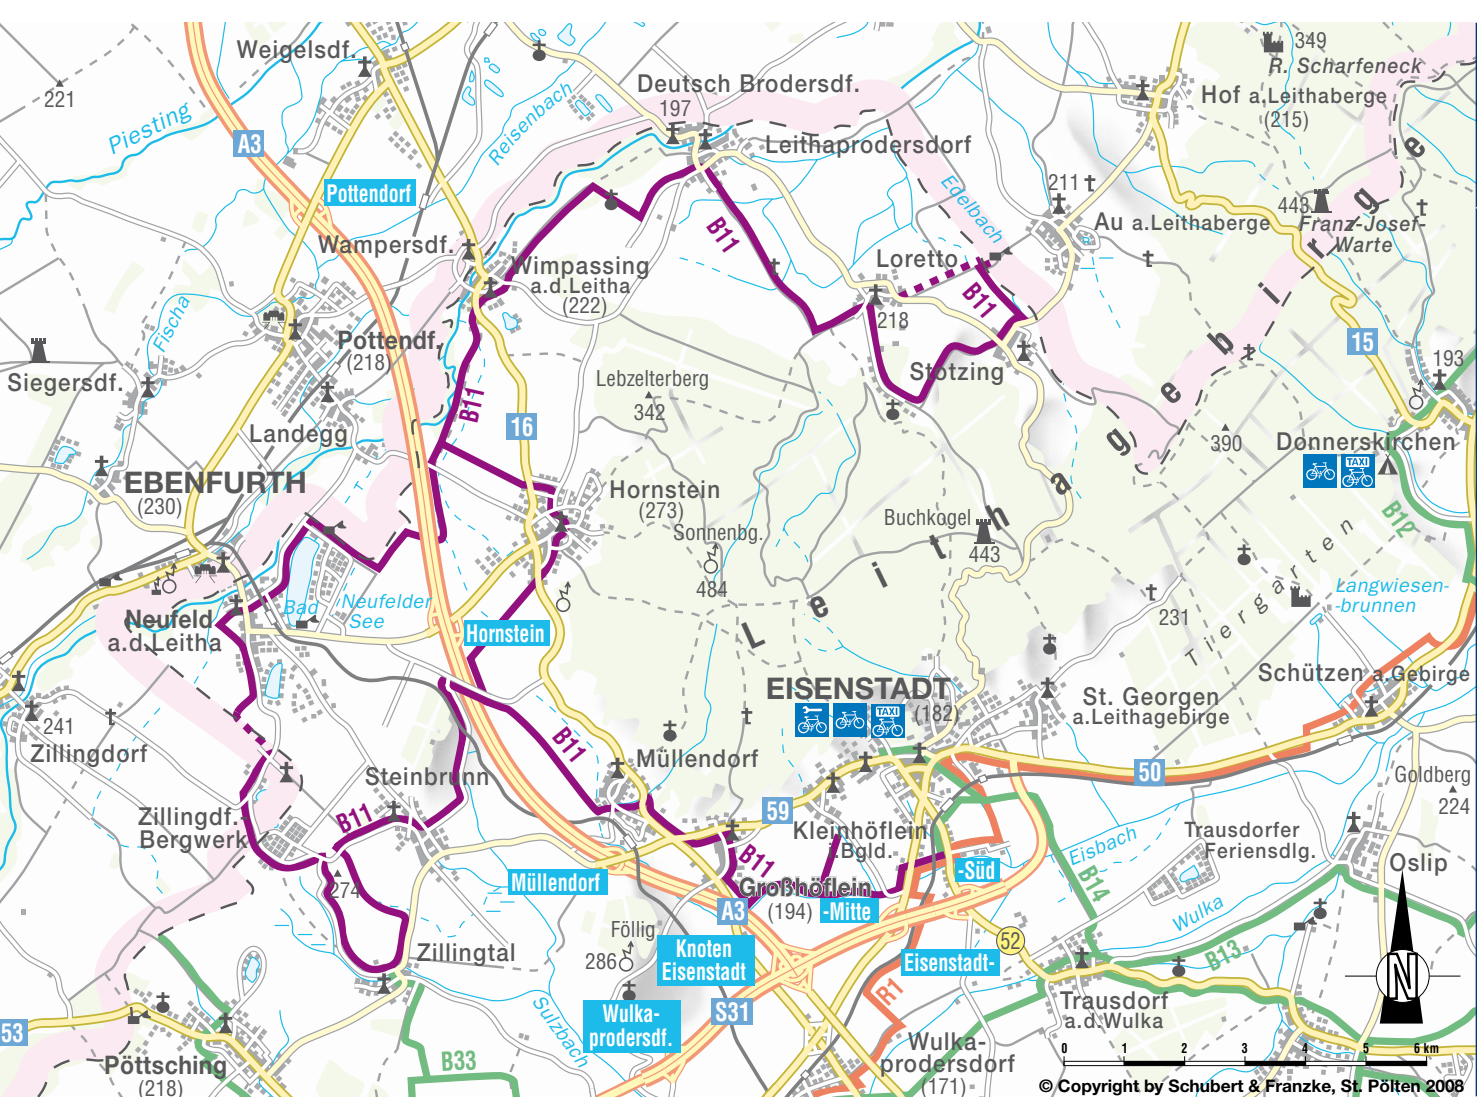 349
R. Scharfeneck
Weigelsdf.
Deutsch Brodersdf.
197
221
Hof a.Leithaberge
(215)
Piesting
Reisenbach
A3
Leithaprodersdorf
Pottendorf
Edelbach
211
443
Franz-Josef-
Warte
Au a.Leithaberge
Wampersdf.
B11
Wimpassing
a.d.Leitha
(222)
Loretto
B11
Fischa
218
Pottendf.
(218)
15
193
Siegersdf.
Stotzing
Lebzelterberg
342
B11
16
Landegg
390
Donnerskirchen
TAXI
EBENFURTH
(230)
Hornstein
(273)
Sonnenbg.
484
Buchkogel
443
B12
Leithagebirge
Tiergarten
Langwiesen-
-brunnen
231
Neufeld
a.d.Leitha
Bad
Neufelder
See
Hornstein
Schützen a.Gebirge
EISENSTADT
(182)
TAXI
St. Georgen
a.Leithagebirge
241
Zillingdorf
B11
Müllendorf
50
Goldberg
224
Steinbrunn
Zillingdf.-
Bergwerk
B11
59
Kleinhöflein
i.Bgld.
Eisbach
Trausdorfer
Feriensdlg.
Oslip
B11
-Süd
B14
Müllendorf
274
Großhöflein
(194)
A3
-Mitte
Wulka
Föllig
286
Knoten
Eisenstadt
52
Eisenstadt-
B13
Zillingtal
R1
S31
Wulka-
prodersdf.
Trausdorf
a.d.Wulka
N
Sulzbach
53
Pöttsching
(218)
B33
Wulka-
prodersdorf
(171)
0 1 2 3 4 5 6 km
© Copyright by Schubert & Franzke, St. Pölten 2008